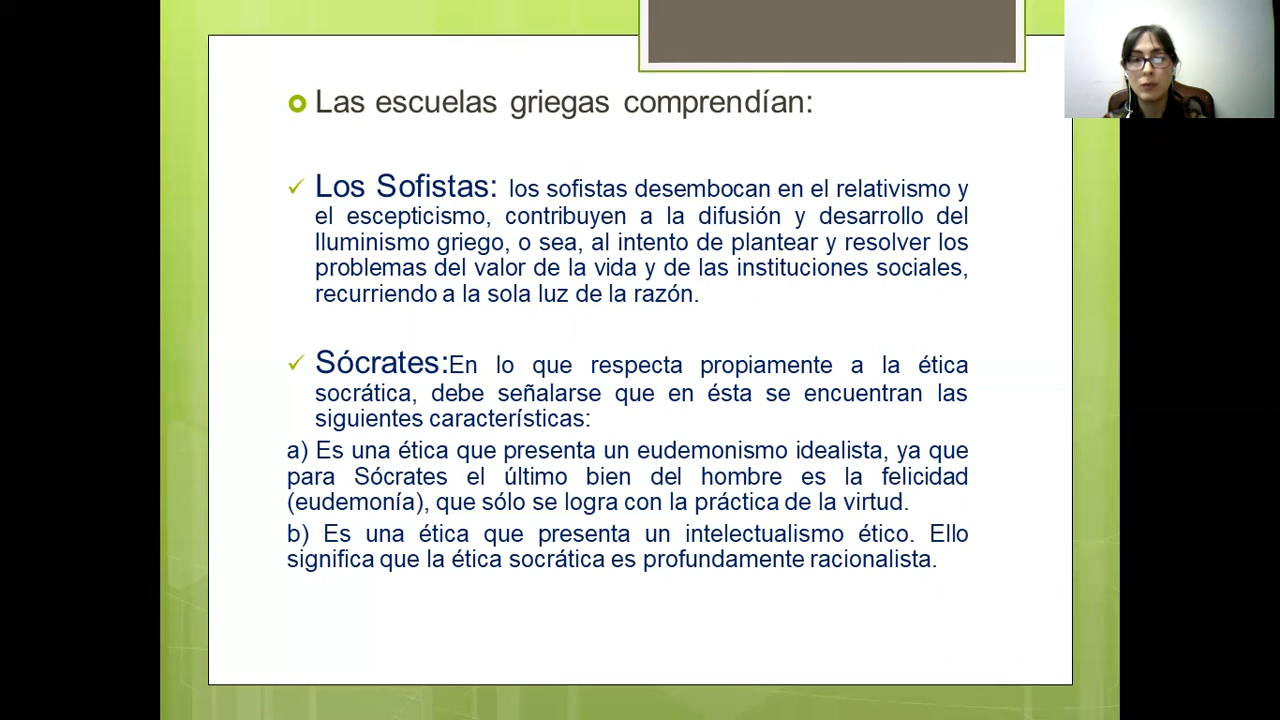 Las escuelas griegas comprendían:
Los Sofistas: los sofistas desembocan en el relativismo y
el escepticismo, contribuyen a la difusión y desarrollo del
Iluminismo griego, o sea, al intento de plantear y resolver los
problemas del valor de la vida y de las instituciones sociales,
recurriendo a la sola luz de la razón.
Sócrates:En lo que respecta propiamente a la ética
socrática, debe señalarse que en ésta se encuentran las
siguientes características:
a) Es una ética que presenta un eudemonismo idealista, ya que
para Sócrates el último bien del hombre es la felicidad
(eudemonía), que sólo se logra con la práctica de la virtud.
b) Es una ética que presenta un intelectualismo ético. Ello
significa que la ética socrática es profundamente racionalista.